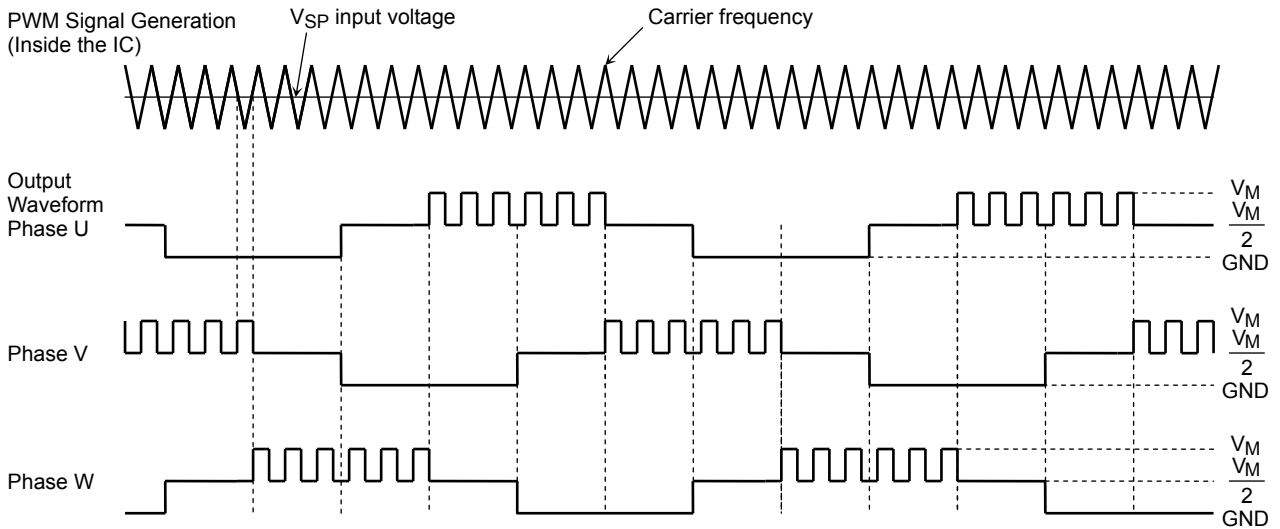 PWM Signal Generation
(Inside the IC)
VSP input voltage
Carrier frequency
Output
Waveform
Phase U
VM
VM
2
GND
Phase V
VM
VM
2
GND
Phase W
VM
VM
2
GND